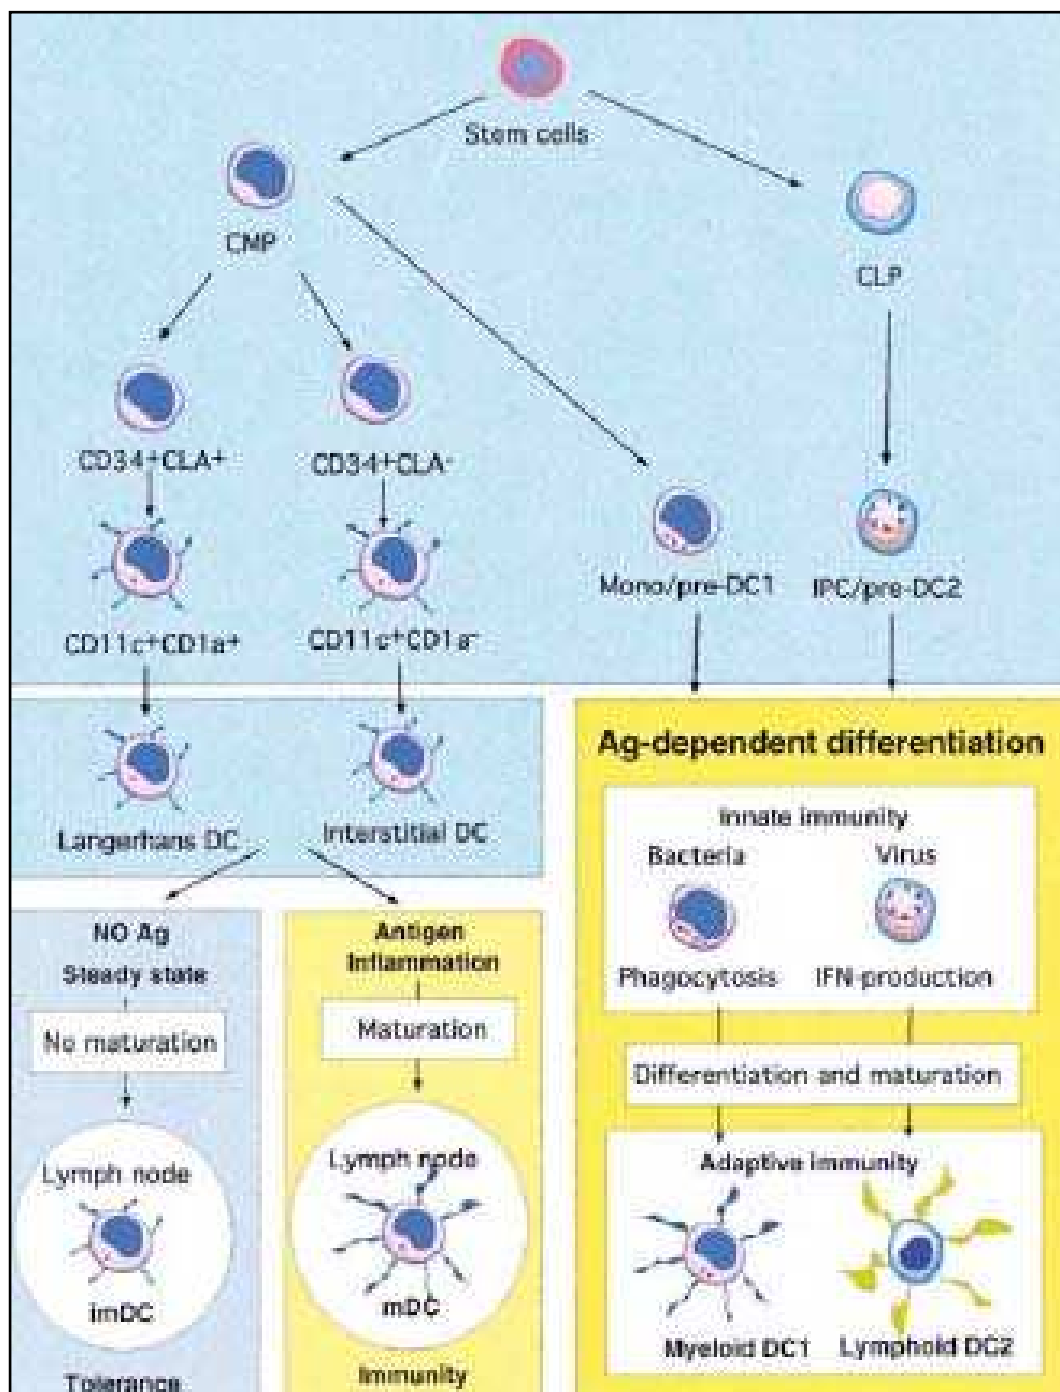 Stem cells
CMP
CLP
CD34+CLA+
CD34+CLA-
Mono/pre-DC1
IPC/pre-DC2
CD11c+CD1a+
CD11c+CD1a-
Langerhans DC
Interstitial DC
NO Ag
Steady state
No maturation
Lymph node
imDC
Tolerance
Antigen
Inflammation
Maturation
Lymph node
mDC
Immunity
Ag-dependent differentiation
Innate immunity
Bacteria
Virus
Phagocytosis
IFN-production
Differentiation and maturation
Adaptive immunity
Myeloid DC1
Lymphoid DC2